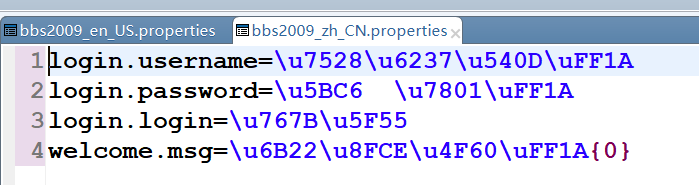 bbs2009_en_US.properties bbs2009_zh_CN.properties
1 login.username=\u7528\u6237\u540D\uFF1A
2 login.password=\u5BC6  \u7801\uFF1A
3 login.login=\u767B\u5F55
4 welcome.msg=\u6B22\u8FCE\u4F60\uFF1A{0}